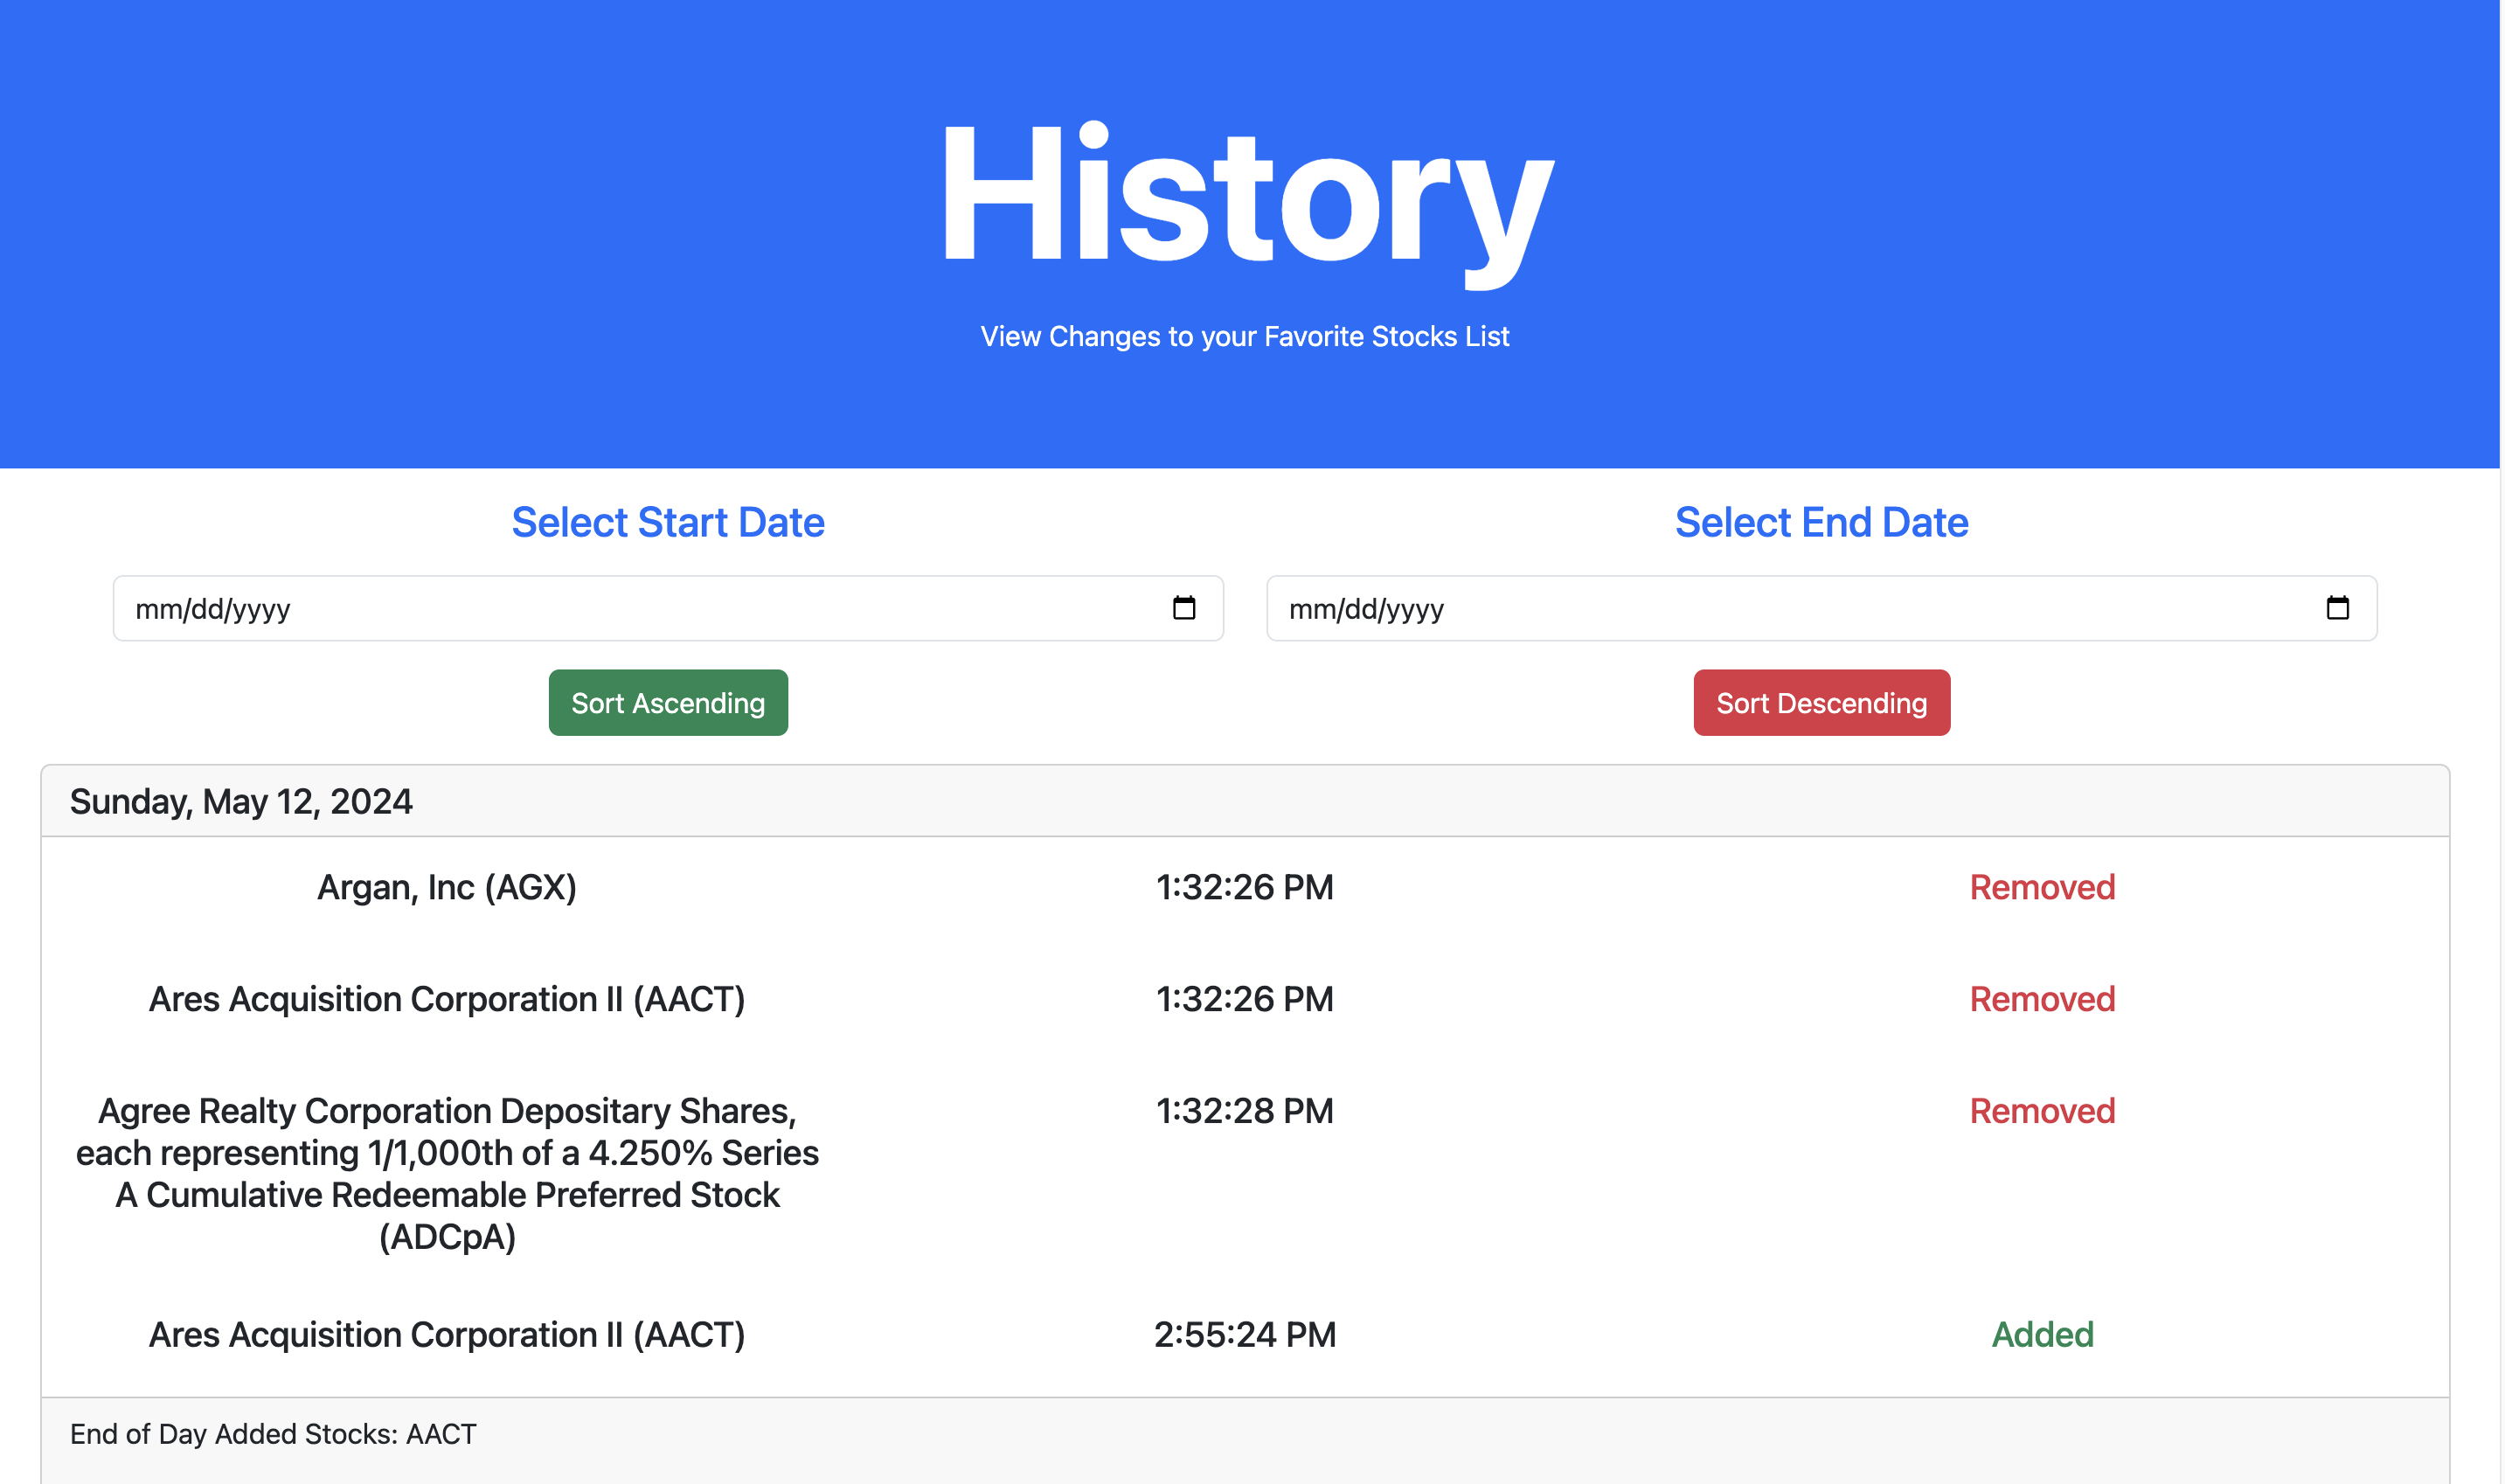 History
View Changes to your Favorite Stocks List
Select Start Date
Select End Date
mm/dd/yyyy
mm/dd/yyyy
Sort Ascending
Sort Descending
Sunday, May 12, 2024
Argan, Inc (AGX)
1:32:26 PM
Removed
Ares Acquisition Corporation II (AACT)
1:32:26 PM
Removed
Agree Realty Corporation Depositary Shares,
each representing 1/1,000th of a 4.250% Series
A Cumulative Redeemable Preferred Stock
(ADCpA)
1:32:28 PM
Removed
Ares Acquisition Corporation II (AACT)
2:55:24 PM
Added
End of Day Added Stocks: AACT